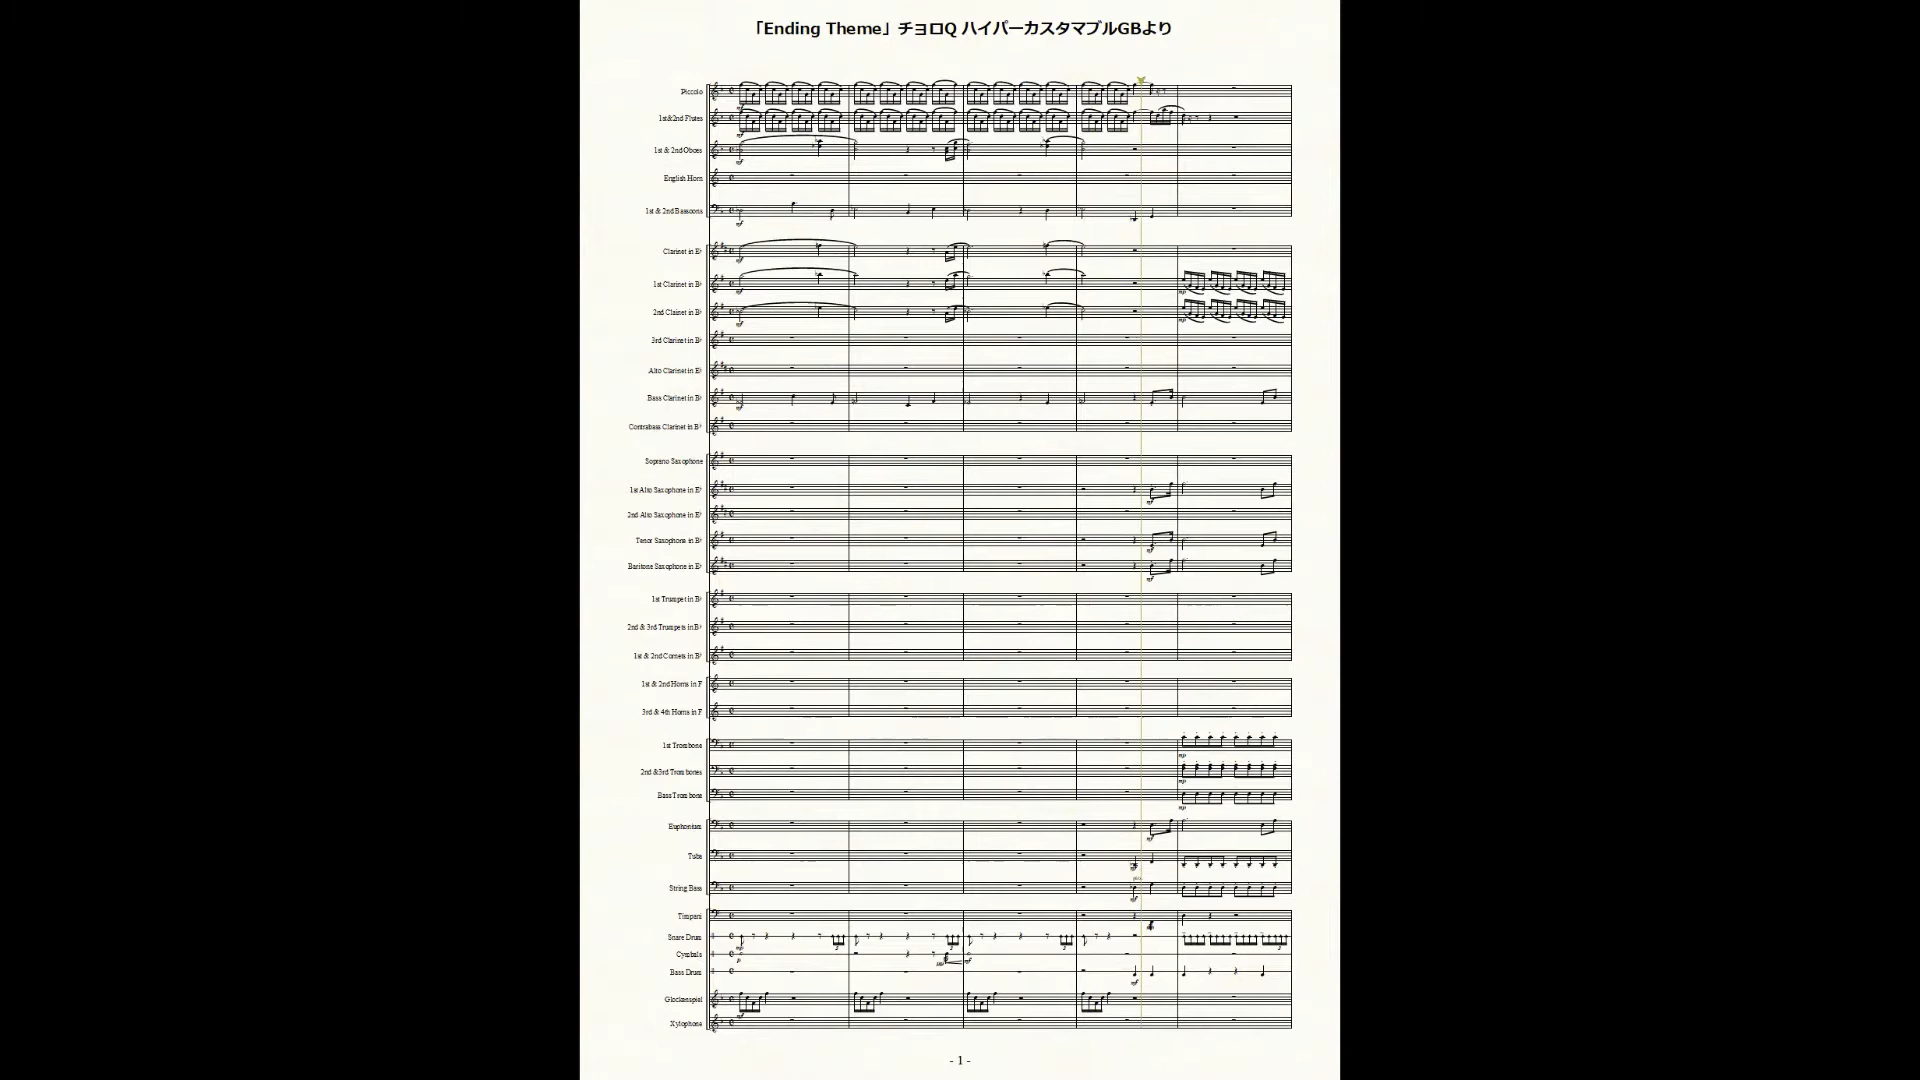 「Ending Theme」チョロQ ハイパーカスタマブルGBより
Piccolo
1st&2nd Flutes
1st & 2nd Oboes
English Horn
1st & 2nd Bassoons
Clarinet in E♭
1st Clarinet in B♭
2nd Clainet in B♭
3rd Clarinet in B♭
Alto Clarinet in E♭
Bass Clarinet in B♭
Contrabass Clarinet in B♭
Soprano Saxophone
1st Alto Saxophone in E♭
2nd Alto Saxophone in E♭
Tenor Saxophone in B♭
Baritone Saxophone in E♭
1st Trumpet in B♭
2nd & 3rd Trumpets in B♭
1st & 2nd Cornets in B♭
1st & 2nd Horns in F
3rd & 4th Horns in F
1st Trombone
2nd &3rd Trombones
Bass Trombone
Euphonium
Tuba
String Bass
Timpani
Snare Drum
Cymbals
Bass Drum
Glockenspiel
Xylophone
- 1 -